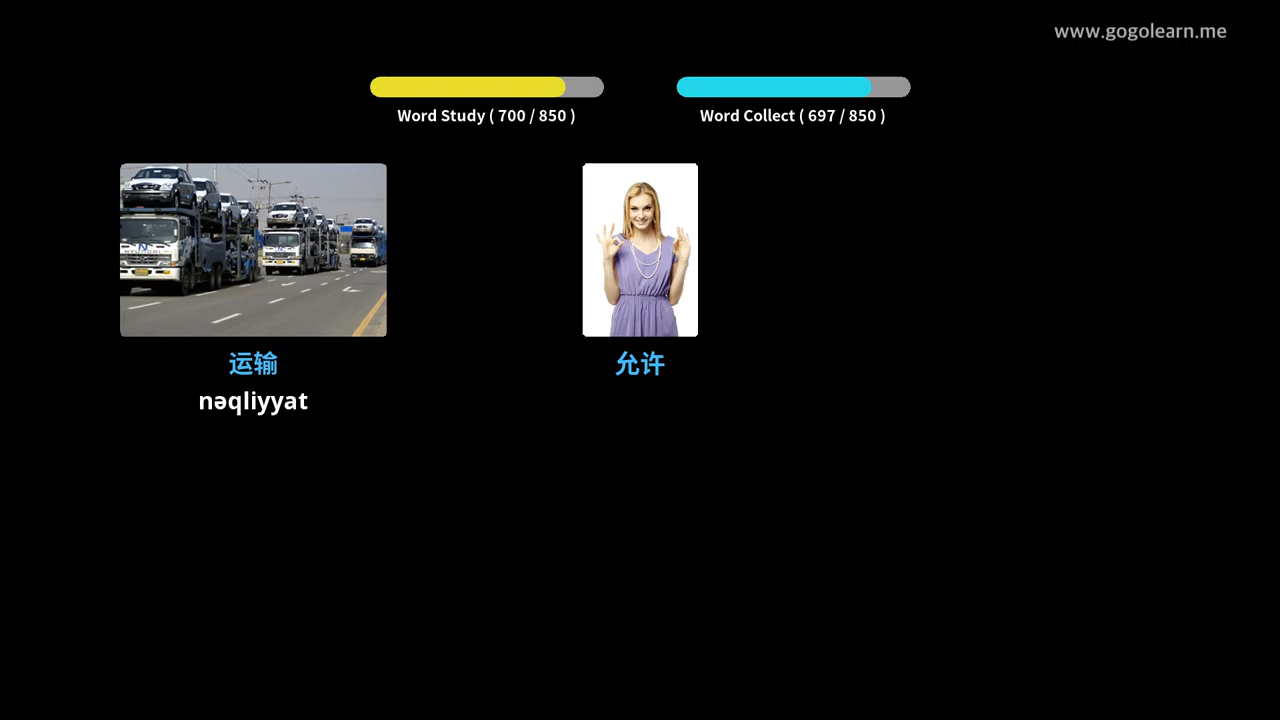 www.gogolearn.me
Word Study ( 700 / 850 )
Word Collect ( 697 / 850 )
运输
允许
nəqliyyat